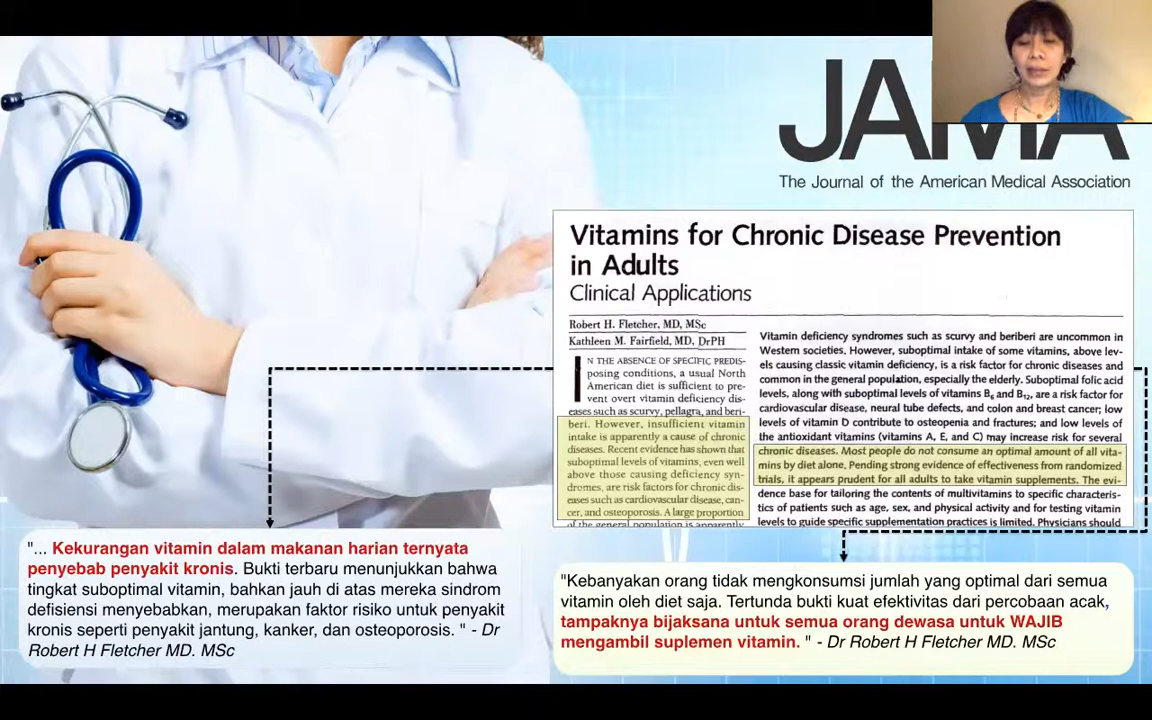 JAMA
The Journal of the American Medical Association
Vitamins for Chronic Disease Prevention
in Adults
Clinical Applications
Robert H. Fletcher, MD, MSc
Kathleen M. Fairfield, MD, DrPH
IN THE ABSENCE OF SPECIFIC PREDIS-
posing conditions, a usual North
American diet is sufficient to pre-
vent overt vitamin deficiency dis-
eases such as scurvy, pellagra, and beri-
beri. However, insufficient vitamin
intake is apparently a cause of chronic
diseases. Recent evidence has shown that
suboptimal levels of vitamins, even well
above those causing deficiency syn-
dromes, are risk factors for chronic dis-
eases such as cardiovascular disease, can-
cer, and osteoporosis. A large proportion
of the general population is apparently
Vitamin deficiency syndromes such as scurvy and beriberi are uncommon in
Western societies. However, suboptimal intake of some vitamins, above lev-
els causing classic vitamin deficiency, is a risk factor for chronic diseases and
common in the general population, especially the elderly. Suboptimal folic acid
levels, along with suboptimal levels of vitamins B6 and B12, are a risk factor for
cardiovascular disease, neural tube defects, and colon and breast cancer; low
levels of vitamin D contribute to osteopenia and fractures; and low levels of
the antioxidant vitamins (vitamins A, E, and C) may increase risk for several
chronic diseases. Most people do not consume an optimal amount of all vita-
mins by diet alone. Pending strong evidence of effectiveness from randomized
trials, it appears prudent for all adults to take vitamin supplements. The evi-
dence base for tailoring the contents of multivitamins to specific characteris-
tics of patients such as age, sex, and physical activity and for testing vitamin
levels to guide specific supplementation practices is limited. Physicians should
"... Kekurangan vitamin dalam makanan harian ternyata
penyebab penyakit kronis. Bukti terbaru menunjukkan bahwa
tingkat suboptimal vitamin, bahkan jauh di atas mereka sindrom
defisiensi menyebabkan, merupakan faktor risiko untuk penyakit
kronis seperti penyakit jantung, kanker, dan osteoporosis. " - Dr
Robert H Fletcher MD. MSc
"Kebanyakan orang tidak mengkonsumsi jumlah yang optimal dari semua
vitamin oleh diet saja. Tertunda bukti kuat efektivitas dari percobaan acak,
tampaknya bijaksana untuk semua orang dewasa untuk WAJIB
mengambil suplemen vitamin. " - Dr Robert H Fletcher MD. MSc